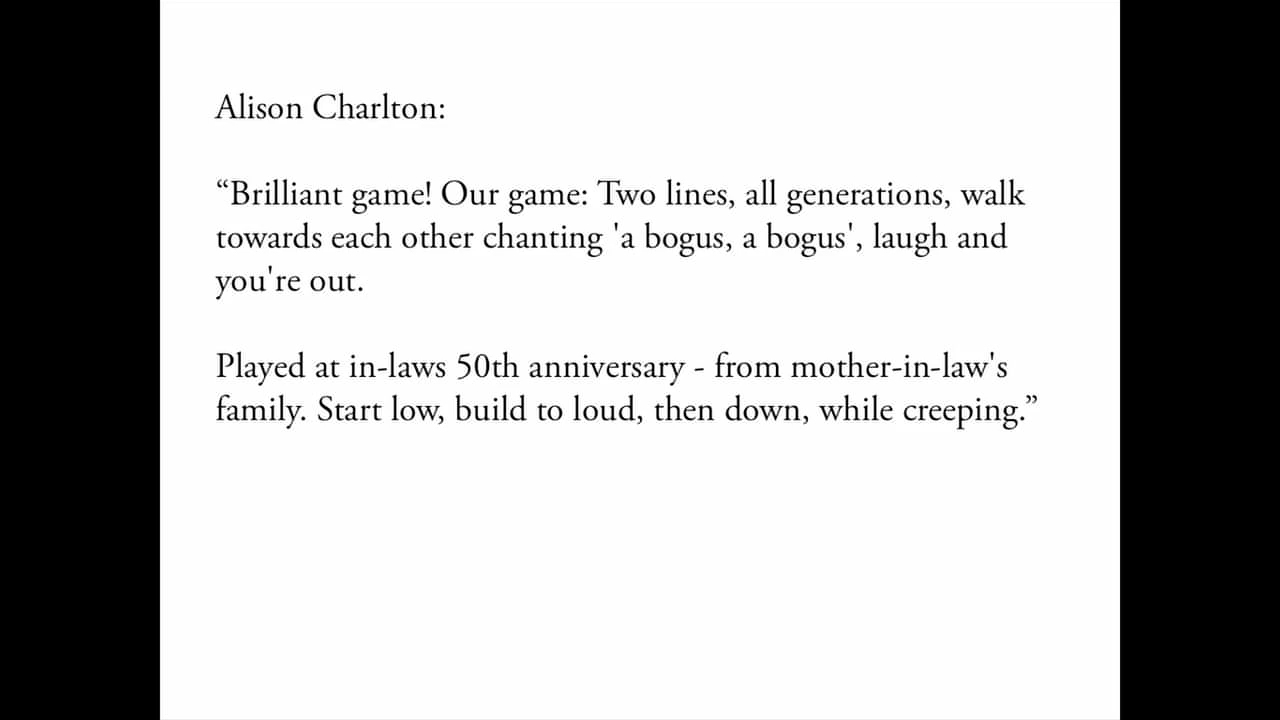 Alison Charlton:
“Brilliant game! Our game: Two lines, all generations, walk
towards each other chanting 'a bogus, a bogus', laugh and
you're out.
Played at in-laws 50th anniversary - from mother-in-law's
family. Start low, build to loud, then down, while creeping.”